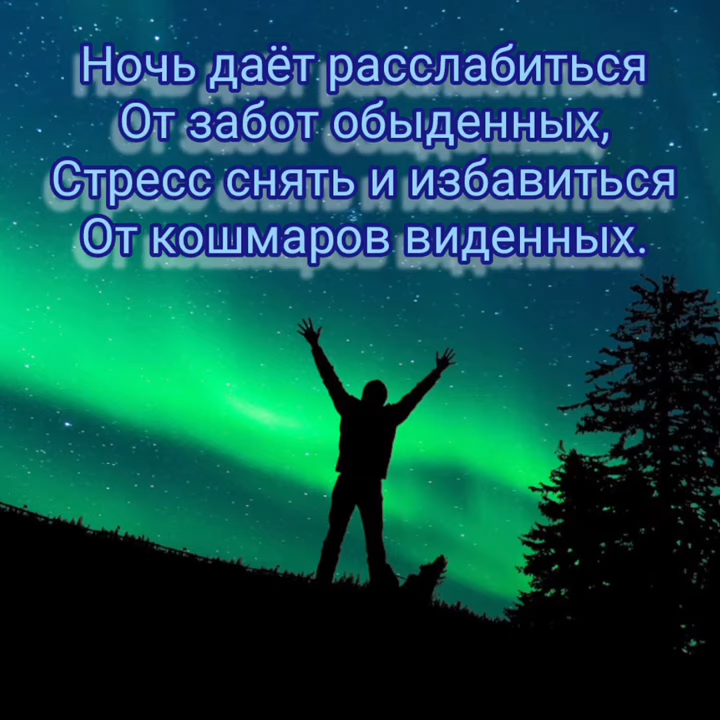 Ночь даёт расслабиться
От забот обыденных,
Стресс снять и избавиться
От кошмаров виденных.